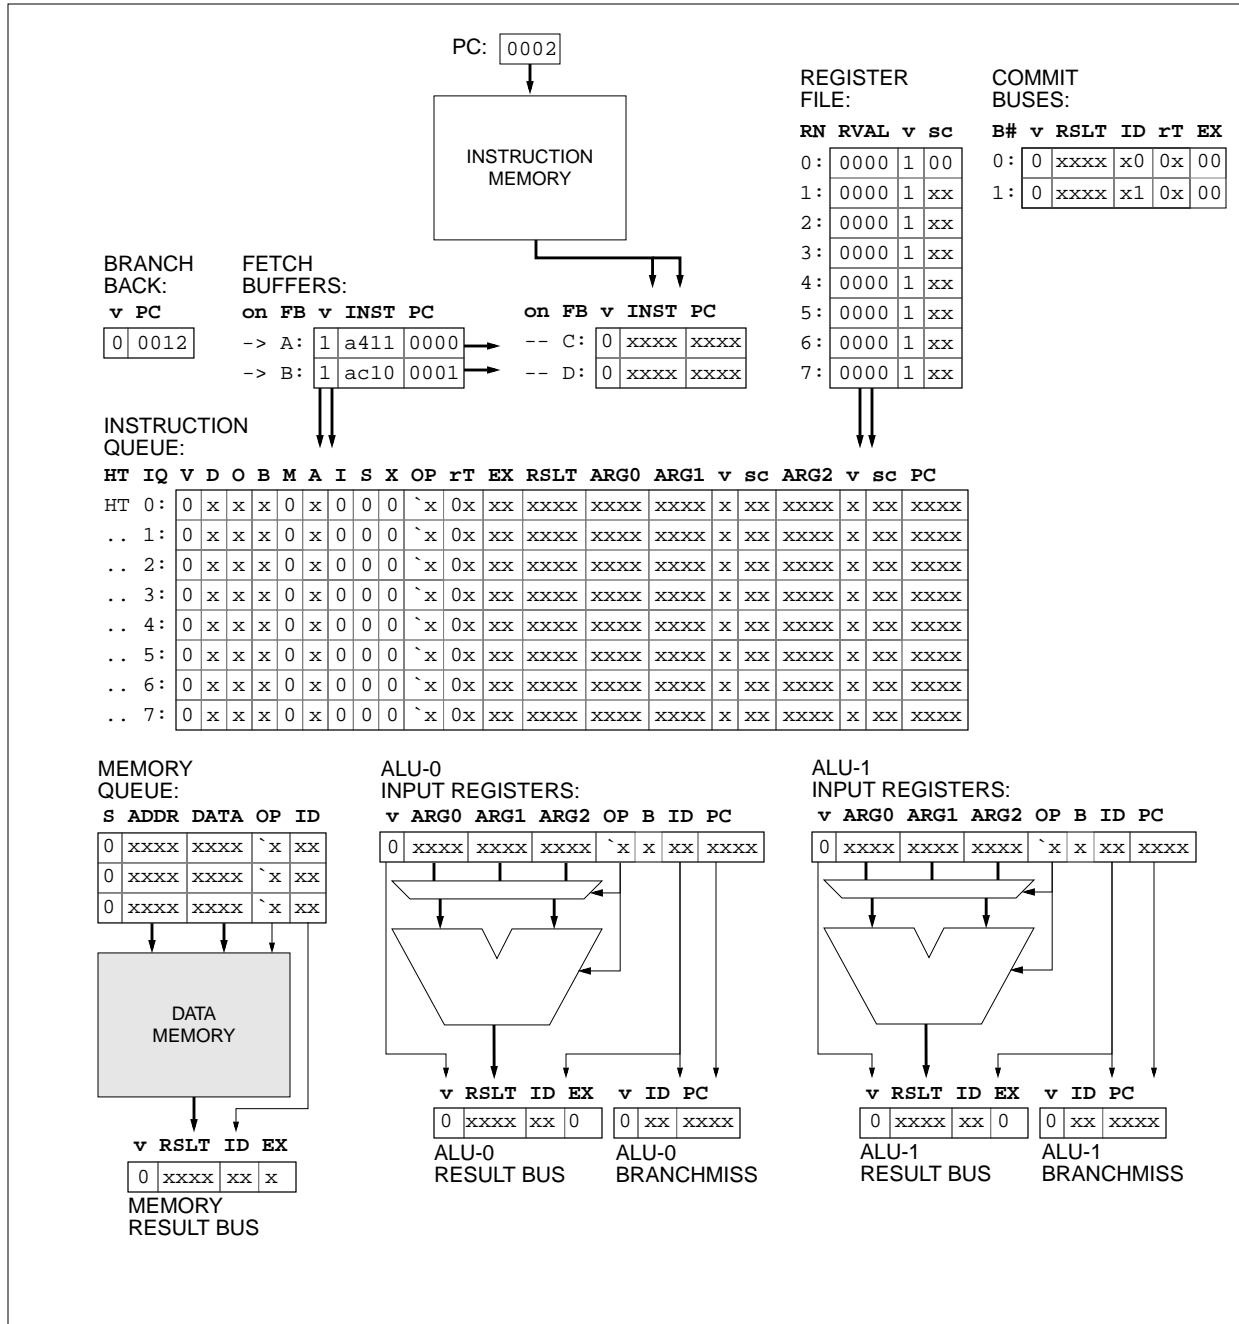 PC: 0002
INSTRUCTION
MEMORY
REGISTER
FILE:
RN RVAL v sc
0: 0000 1 00
1: 0000 1 xx
2: 0000 1 xx
3: 0000 1 xx
4: 0000 1 xx
5: 0000 1 xx
6: 0000 1 xx
7: 0000 1 xx
COMMIT
BUSES:
B# v RSLT ID rT EX
0: 0 xxxx x0 0x 00
1: 0 xxxx x1 0x 00
BRANCH
BACK:
v PC
0 0012
FETCH
BUFFERS:
on FB v INST PC
-> A: 1 a411 0000
-> B: 1 ac10 0001
on FB v INST PC
-- C: 0 xxxx xxxx
-- D: 0 xxxx xxxx
INSTRUCTION
QUEUE:
HT IQ V D O B M A I S X OP rT EX RSLT ARG0 ARG1 v sc ARG2 v sc PC
HT 0: 0 x x x 0 x 0 0 0 `x 0x xx xxxx xxxx xxxx x xx xxxx x xx xxxx
.. 1: 0 x x x 0 x 0 0 0 `x 0x xx xxxx xxxx xxxx x xx xxxx x xx xxxx
.. 2: 0 x x x 0 x 0 0 0 `x 0x xx xxxx xxxx xxxx x xx xxxx x xx xxxx
.. 3: 0 x x x 0 x 0 0 0 `x 0x xx xxxx xxxx xxxx x xx xxxx x xx xxxx
.. 4: 0 x x x 0 x 0 0 0 `x 0x xx xxxx xxxx xxxx x xx xxxx x xx xxxx
.. 5: 0 x x x 0 x 0 0 0 `x 0x xx xxxx xxxx xxxx x xx xxxx x xx xxxx
.. 6: 0 x x x 0 x 0 0 0 `x 0x xx xxxx xxxx xxxx x xx xxxx x xx xxxx
.. 7: 0 x x x 0 x 0 0 0 `x 0x xx xxxx xxxx xxxx x xx xxxx x xx xxxx
MEMORY
QUEUE:
S ADDR DATA OP ID
0 xxxx xxxx `x xx
0 xxxx xxxx `x xx
0 xxxx xxxx `x xx
DATA
MEMORY
v RSLT ID EX
0 xxxx xx x
MEMORY
RESULT BUS
ALU-0
INPUT REGISTERS:
v ARG0 ARG1 ARG2 OP B ID PC
0 xxxx xxxx xxxx `x x xx xxxx
v RSLT ID EX
0 xxxx xx 0
ALU-0
RESULT BUS
v ID PC
0 xx xxxx
ALU-0
BRANCHMISS
ALU-1
INPUT REGISTERS:
v ARG0 ARG1 ARG2 OP B ID PC
0 xxxx xxxx xxxx `x x xx xxxx
v RSLT ID EX
0 xxxx xx 0
ALU-1
RESULT BUS
v ID PC
0 xx xxxx
ALU-1
BRANCHMISS